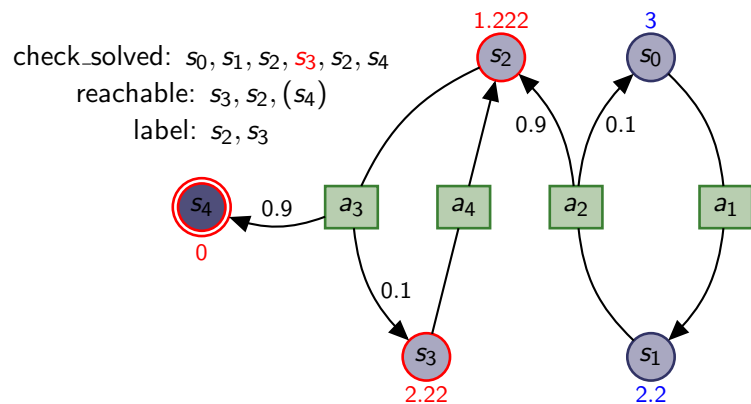 check_solved: s0, s1, s2, s3, s2, s4
reachable: s3, s2, (s4)
label: s2, s3
1.222
s2
3
s0
0.9
0.1
s4
0
0.9
a3
a4
a2
a1
0.1
s3
2.22
s1
2.2